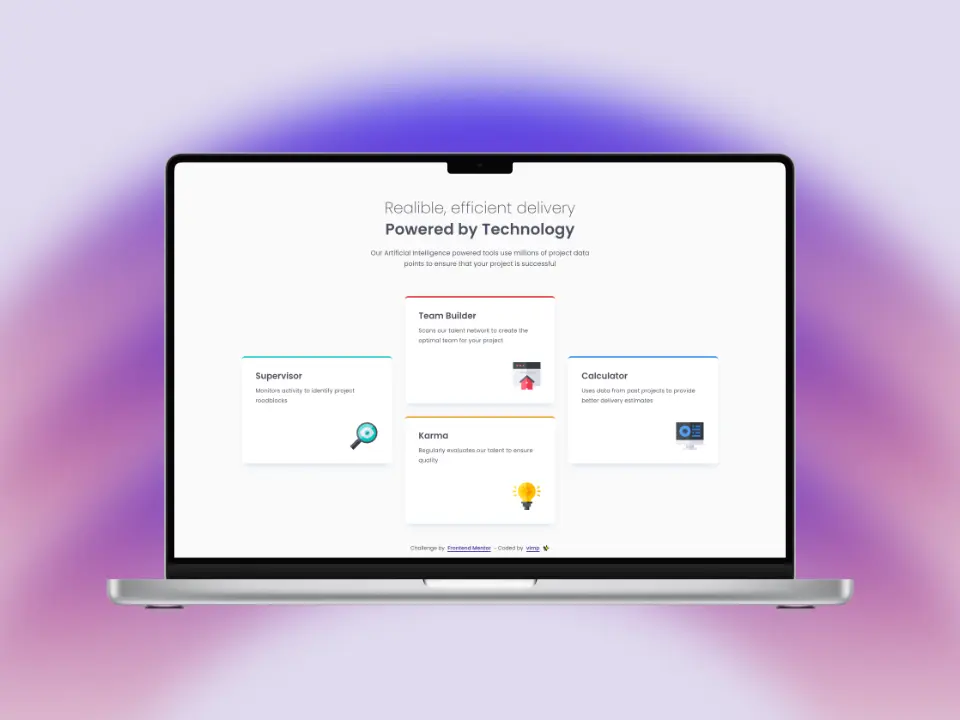 Realible, efficient delivery
Powered by Technology
Our Artificial Intelligence powered tools use millions of project data
points to ensure that your project is successful
Team Builder
Scans our talent network to create the
optimal team for your project
Supervisor
Monitors activity to identify project
roadblocks
Calculator
Uses data from past projects to provide
better delivery estimates
Karma
Regularly evaluates our talent to ensure
quality
Challenge by Frontend Mentor - Coded by vimp